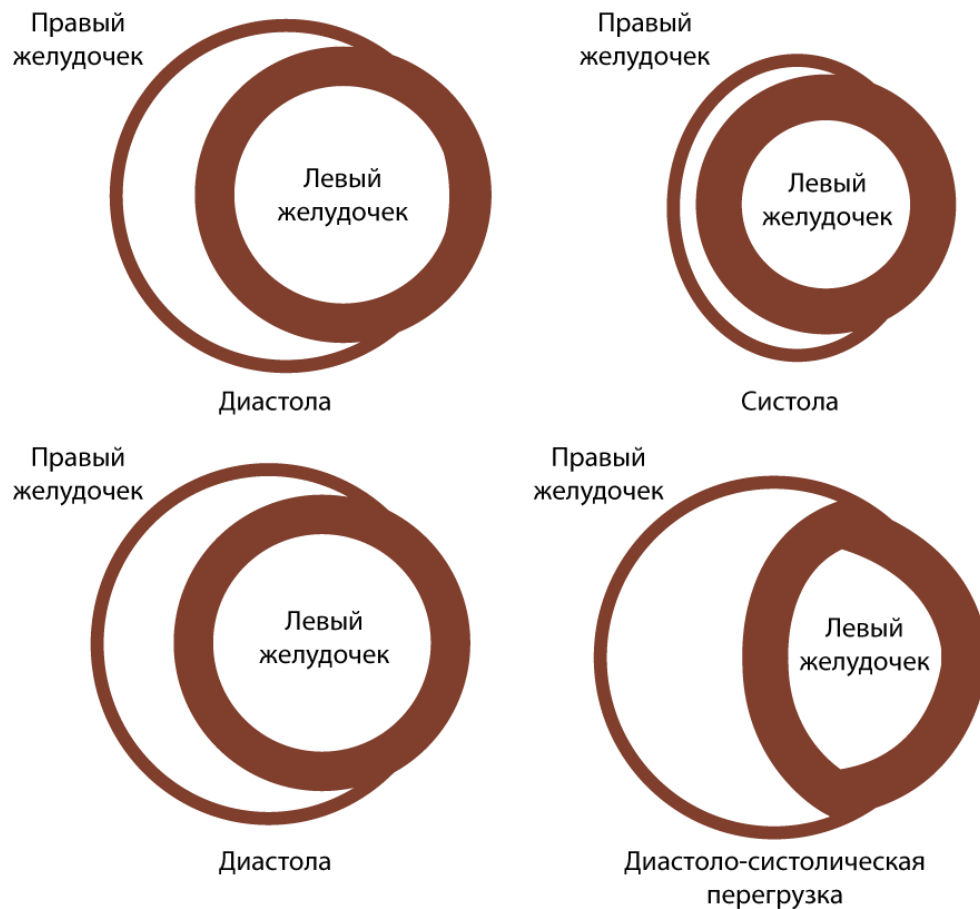 Правый
желудочек
Левый
желудочек
Диастола
Правый
желудочек
Левый
желудочек
Систола
Правый
желудочек
Левый
желудочек
Диастола
Правый
желудочек
Левый
желудочек
Диастоло-систолическая
перегрузка